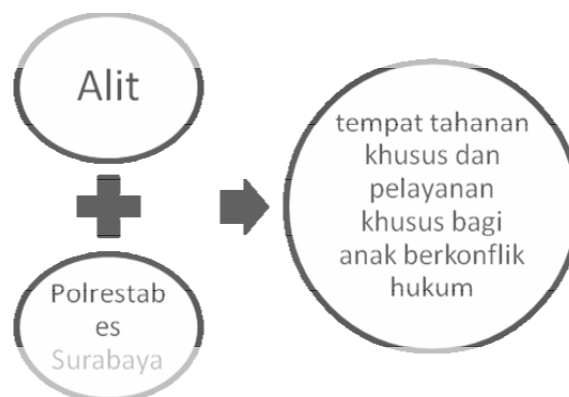 Alit
Polrestab
es
Surabaya
tempat tahanan
khusus dan
pelayanan
khusus bagi
anak berkonflik
hukum